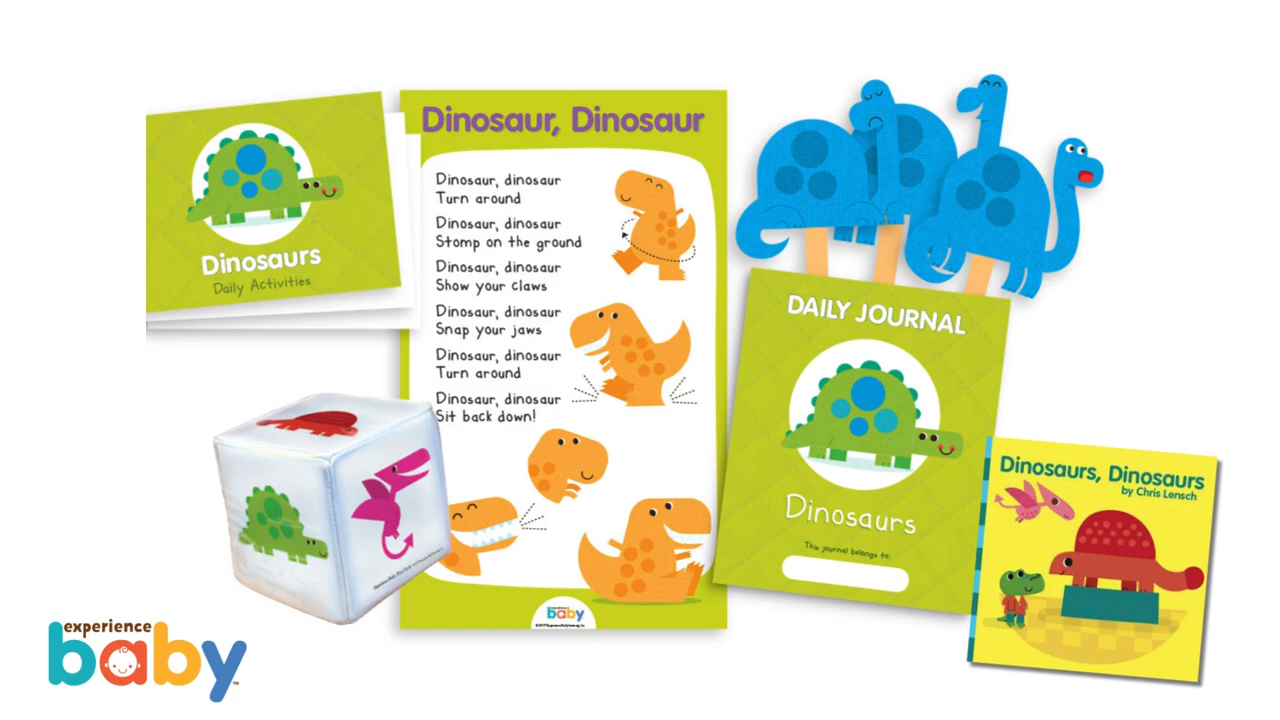 Dinosaurs
Daily Activities
Dinosaur, Dinosaur
Dinosaur, dinosaur
Turn around
Dinosaur, dinosaur
Stomp on the ground
Dinosaur, dinosaur
Show your claws
Dinosaur, dinosaur
Snap your jaws
Dinosaur, dinosaur
Turn around
Dinosaur, dinosaur
Sit back down!
experience
baby
DAILY JOURNAL
Dinosaurs
This journal belongs to:
Dinosaurs, Dinosaurs
by Chris Lensch
experience
baby™